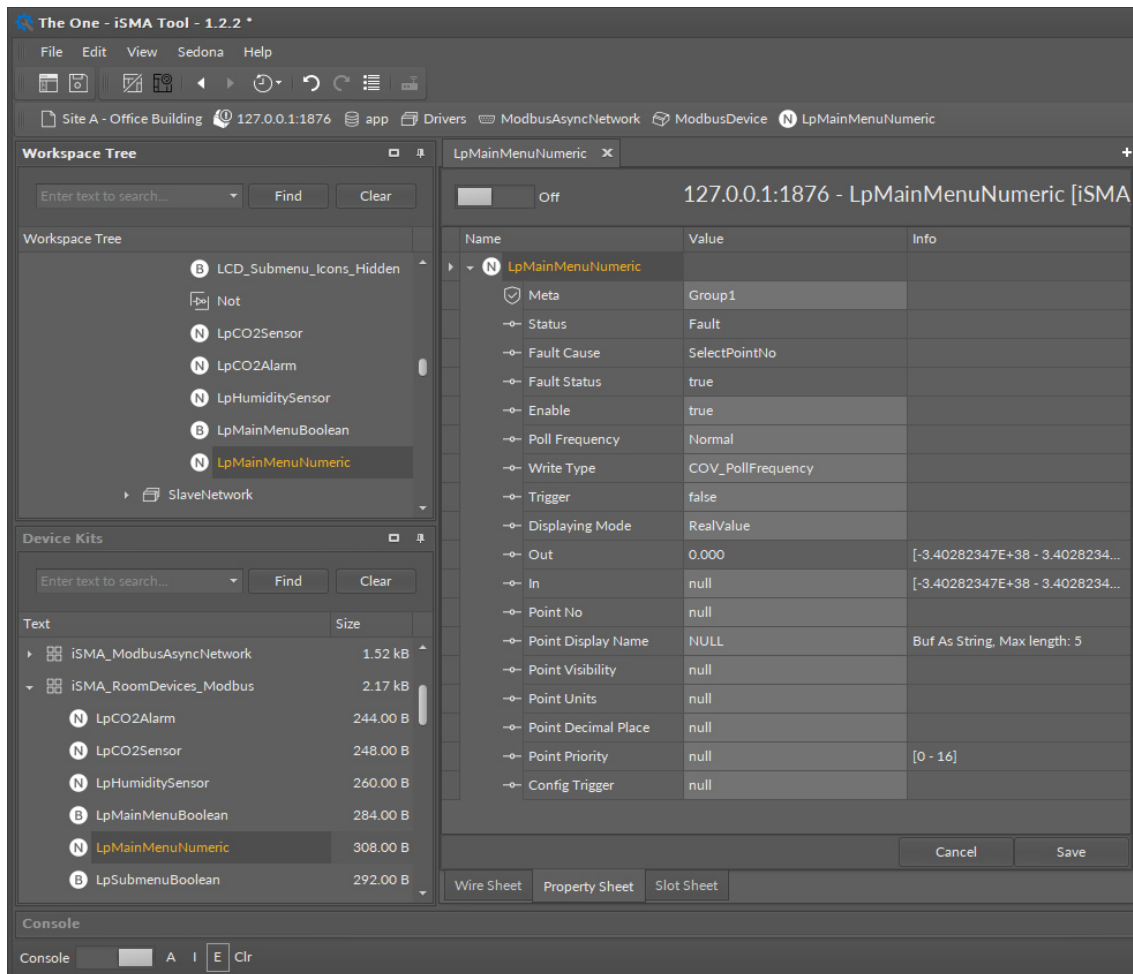 The One - iSMA Tool - 1.2.2 *
File Edit View Sedona Help
Site A - Office Building 127.0.0.1:1876 app Drivers ModbusAsyncNetwork ModbusDevice N LpMainMenuNumeric
Workspace Tree
Enter text to search... Find Clear
Workspace Tree
B LCD_Submenu_Icons_Hidden
Not
N LpCO2Sensor
N LpCO2Alarm
N LpHumiditySensor
B LpMainMenuBoolean
N LpMainMenuNumeric
SlaveNetwork
Device Kits
Enter text to search... Find Clear
Text Size
iSMA_ModbusAsyncNetwork 1.52 kB
iSMA_RoomDevices_Modbus 2.17 kB
N LpCO2Alarm 244.00 B
N LpCO2Sensor 248.00 B
N LpHumiditySensor 260.00 B
B LpMainMenuBoolean 284.00 B
N LpMainMenuNumeric 308.00 B
B LpSubmenuBoolean 292.00 B
LpMainMenuNumeric x +
Off 127.0.0.1:1876 - LpMainMenuNumeric [iSMA
Name Value Info
N LpMainMenuNumeric
Meta Group1
Status Fault
Fault Cause SelectPointNo
Fault Status true
Enable true
Poll Frequency Normal
Write Type COV_PollFrequency
Trigger false
Displaying Mode RealValue
Out 0.000 [-3.40282347E+38 - 3.4028234...
In null [-3.40282347E+38 - 3.4028234...
Point No null
Point Display Name NULL Buf As String, Max length: 5
Point Visibility null
Point Units null
Point Decimal Place null
Point Priority null [0 - 16]
Config Trigger null
Cancel Save
Wire Sheet Property Sheet Slot Sheet
Console
Console A I E Clr